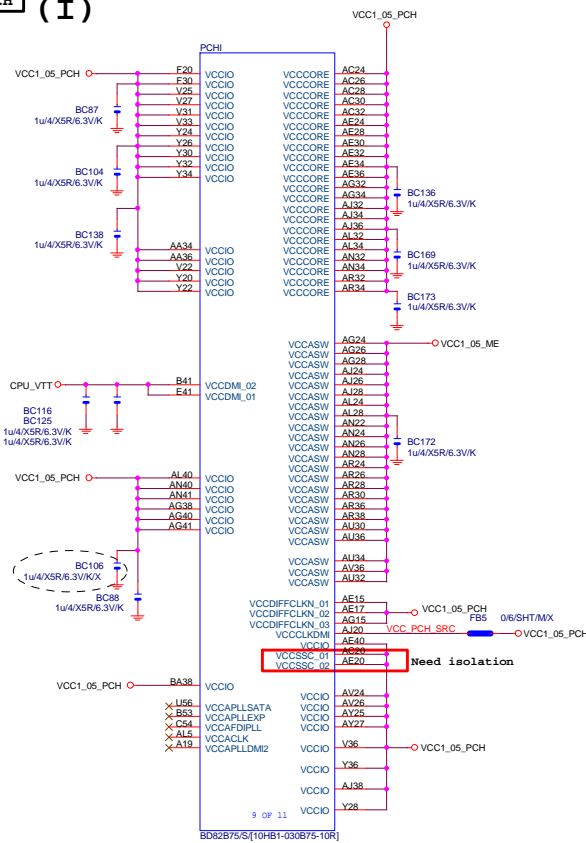 (I)
VCC1_05_PCH
PCHI
VCC1_05_PCH
F20 VCCIO
F30 VCCIO
V25 VCCIO
V27 VCCIO
V31 VCCIO
V33 VCCIO
Y24 VCCIO
Y26 VCCIO
Y30 VCCIO
Y32 VCCIO
Y34 VCCIO
BC87
1u/4/X5R/6.3V/K
BC104
1u/4/X5R/6.3V/K
BC138
1u/4/X5R/6.3V/K
AA34 VCCIO
AA36 VCCIO
V22 VCCIO
Y20 VCCIO
Y22 VCCIO
CPU_VTT
B41 VCCDMI_02
E41 VCCDMI_01
BC116
BC125
1u/4/X5R/6.3V/K
1u/4/X5R/6.3V/K
VCC1_05_PCH
AL40 VCCIO
AN40 VCCIO
AN41 VCCIO
AG38 VCCIO
AG40 VCCIO
AG41 VCCIO
BC106
1u/4/X5R/6.3V/K/X
BC88
1u/4/X5R/6.3V/K
VCC1_05_PCH
BA38 VCCIO
U56 VCCAPLLSATA
B53 VCCAPLLEXP
C54 VCCAFDIPLL
AL5 VCCACLK
A19 VCCAPLLDMI2
VCCCORE AC24
VCCCORE AC26
VCCCORE AC28
VCCCORE AC30
VCCCORE AC32
VCCCORE AE24
VCCCORE AE28
VCCCORE AE30
VCCCORE AE32
VCCCORE AE34
VCCCORE AE36
VCCCORE AG32
VCCCORE AG34
VCCCORE AJ32
VCCCORE AJ34
VCCCORE AJ36
VCCCORE AL32
VCCCORE AL34
VCCCORE AN32
VCCCORE AN34
VCCCORE AR32
VCCCORE AR34
BC136
1u/4/X5R/6.3V/K
BC169
1u/4/X5R/6.3V/K
BC173
1u/4/X5R/6.3V/K
VCCASW AG24
VCCASW AG26
VCCASW AG28
VCCASW AJ24
VCCASW AJ26
VCCASW AJ28
VCCASW AL24
VCCASW AL28
VCCASW AN22
VCCASW AN24
VCCASW AN26
VCCASW AN28
VCCASW AR24
VCCASW AR26
VCCASW AR28
VCCASW AR30
VCCASW AR36
VCCASW AR38
VCCASW AU30
VCCASW AU36
VCCASW AU34
VCCASW AV36
VCCASW AU32
VCC1_05_ME
BC172
1u/4/X5R/6.3V/K
VCCDIFFCLKN_01 AE15
VCCDIFFCLKN_02 AE17
VCCDIFFCLKN_03 AG15
VCCCLKDMI AJ20
VCC1_05_PCH
VCC_PCH_SRC
FB5
0/6/SHT/M/X
VCC1_05_PCH
AE40
VCCSSC_01 AC20
VCCSSC_02 AE20
Need isolation
VCCIO AV24
VCCIO AV26
VCCIO AY25
VCCIO AY27
VCCIO V36
VCC1_05_PCH
VCCIO Y36
VCCIO AJ38
VCCIO Y28
9 OF 11
BD82B75/S/[10HB1-030B75-10R]